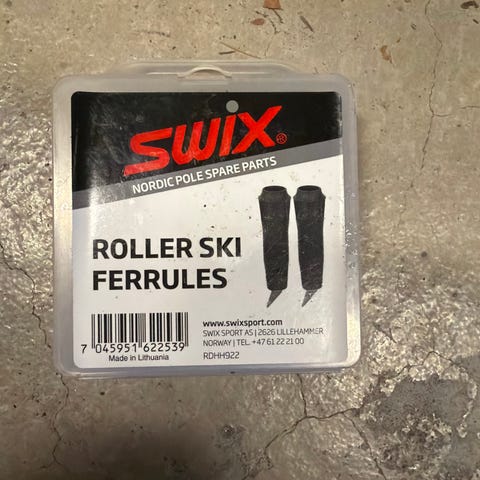 SWIX®
NORDIC POLE SPARE PARTS
ROLLER SKI
FERRULES
7 045951 622539
Made in Lithuania
www.swixsport.com
SWIX SPORT AS | 2626 LILLEHAMMER
NORWAY | TEL. +47 61 22 21 00
RDHH922